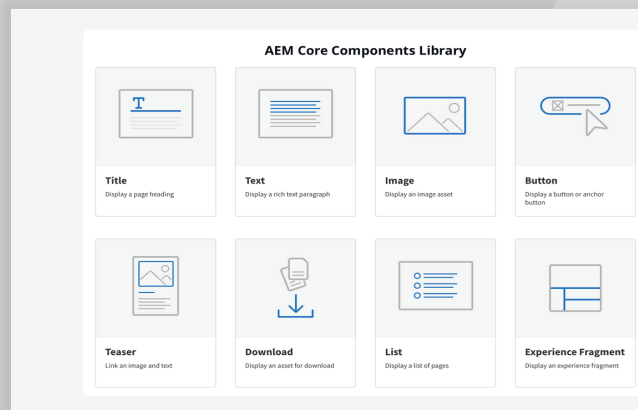 AEM Core Components Library
T
Title
Display a page heading
Text
Display a rich text paragraph
Image
Display an image asset
Button
Display a button or anchor
button
Teaser
Link an image and text
Download
Display an asset for download
List
Display a list of pages
Experience Fragment
Display an experience fragment